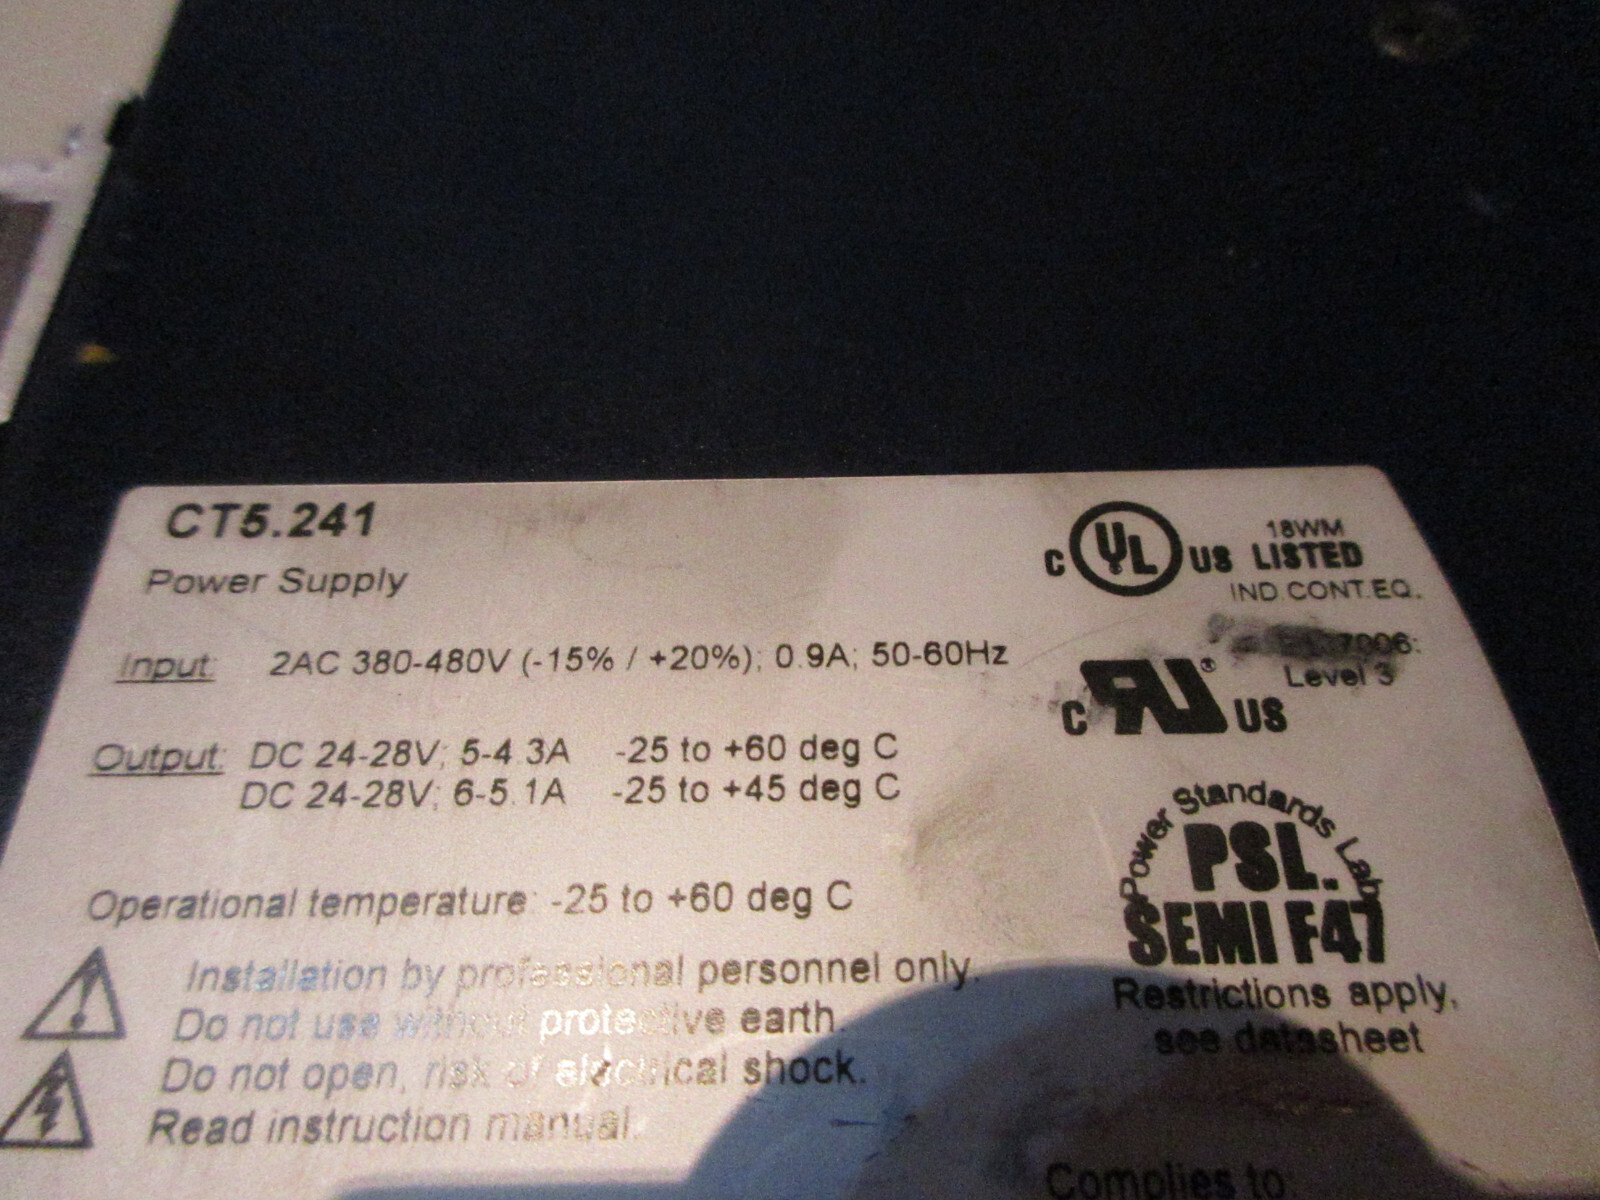 CT5.241
Power Supply
Input: 2AC 380-480V (-15% / +20%); 0.9A; 50-60Hz
Output: DC 24-28V; 5-4.3A -25 to +60 deg C
DC 24-28V; 6-5.1A -25 to +45 deg C
Operational temperature: -25 to +60 deg C
Installation by professional personnel only.
Do not use without protective earth.
Do not open, risk of electrical shock.
Read instruction manual.
C UL US LISTED
18WM
IND.CONT.EQ.
Level 3
C RU® US
Power Standards Lab
PSL.
SEMI F47
Restrictions apply,
see datasheet
Complies to: